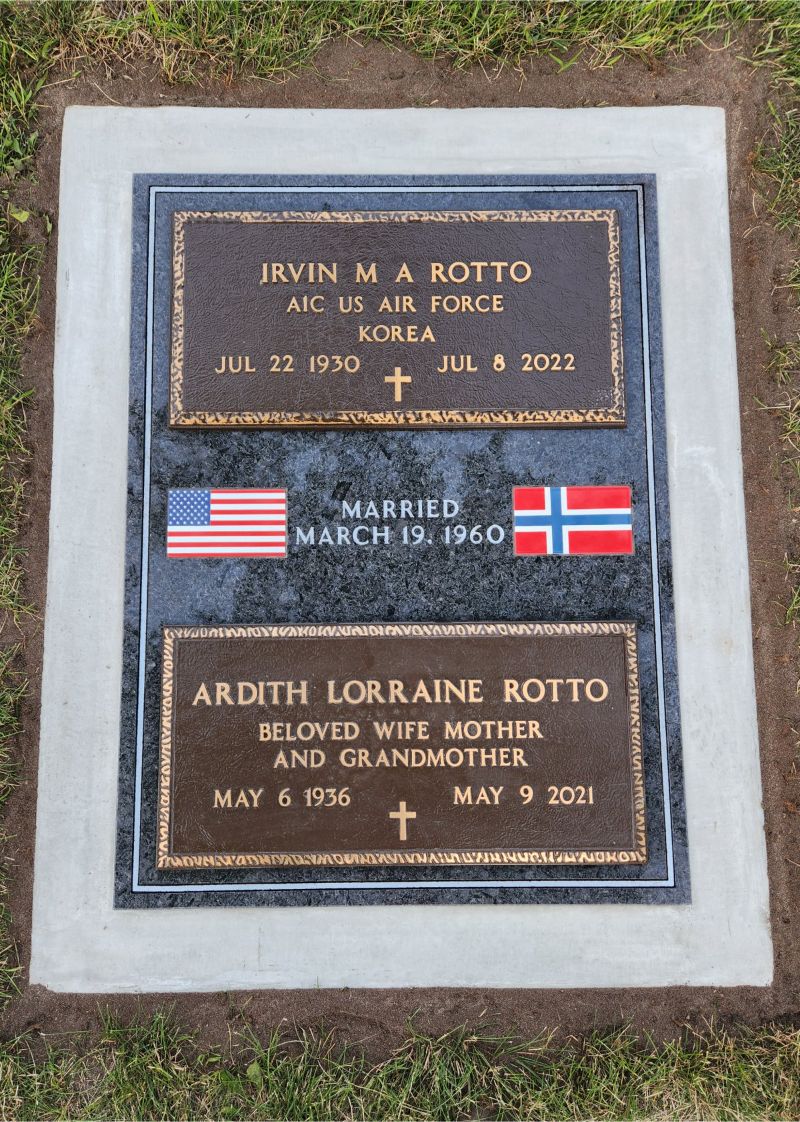 IRVIN M A ROTTO
A1C US AIR FORCE
KOREA
JUL 22 1930 JUL 8 2022
MARRIED
MARCH 19, 1960
ARDITH LORRAINE ROTTO
BELOVED WIFE MOTHER
AND GRANDMOTHER
MAY 6 1936 MAY 9 2021